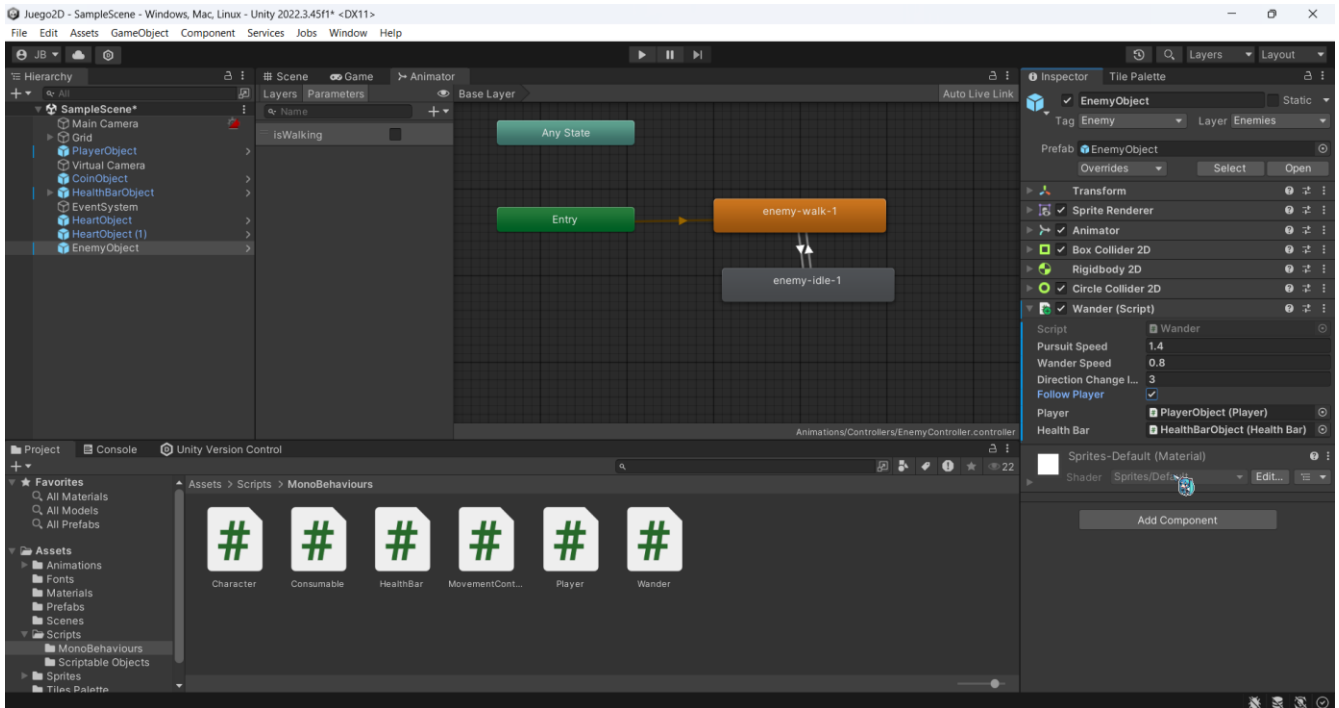 Juego2D - SampleScene - Windows, Mac, Linux - Unity 2022.3.45f1* <DX11>
File Edit Assets GameObject Component Services Jobs Window Help
JB
Layers
Layout
Hierarchy
All
SampleScene*
Main Camera
Grid
PlayerObject
Virtual Camera
CoinObject
HealthBarObject
EventSystem
HeartObject
HeartObject (1)
EnemyObject
Scene Game Animator
Layers Parameters
Base Layer
Auto Live Link
Name
isWalking
Any State
Entry
enemy-walk-1
enemy-idle-1
Animations/Controllers/EnemyController.controller
Inspector Tile Palette
EnemyObject
Static
Tag Enemy Layer Enemies
Prefab EnemyObject
Overrides Select Open
Transform
Sprite Renderer
Animator
Box Collider 2D
Rigidbody 2D
Circle Collider 2D
Wander (Script)
Script Wander
Pursuit Speed 1.4
Wander Speed 0.8
Direction Change I... 3
Follow Player
Player PlayerObject (Player)
Health Bar HealthBarObject (Health Bar)
Sprites-Default (Material)
Shader Sprites/Default Edit...
Add Component
Project Console Unity Version Control
22
Favorites
All Materials
All Models
All Prefabs
Assets
Animations
Fonts
Materials
Prefabs
Scenes
Scripts
MonoBehaviours
Scriptable Objects
Sprites
Tiles Palette
Assets > Scripts > MonoBehaviours
# # # # # #
Character Consumable HealthBar MovementCont... Player Wander